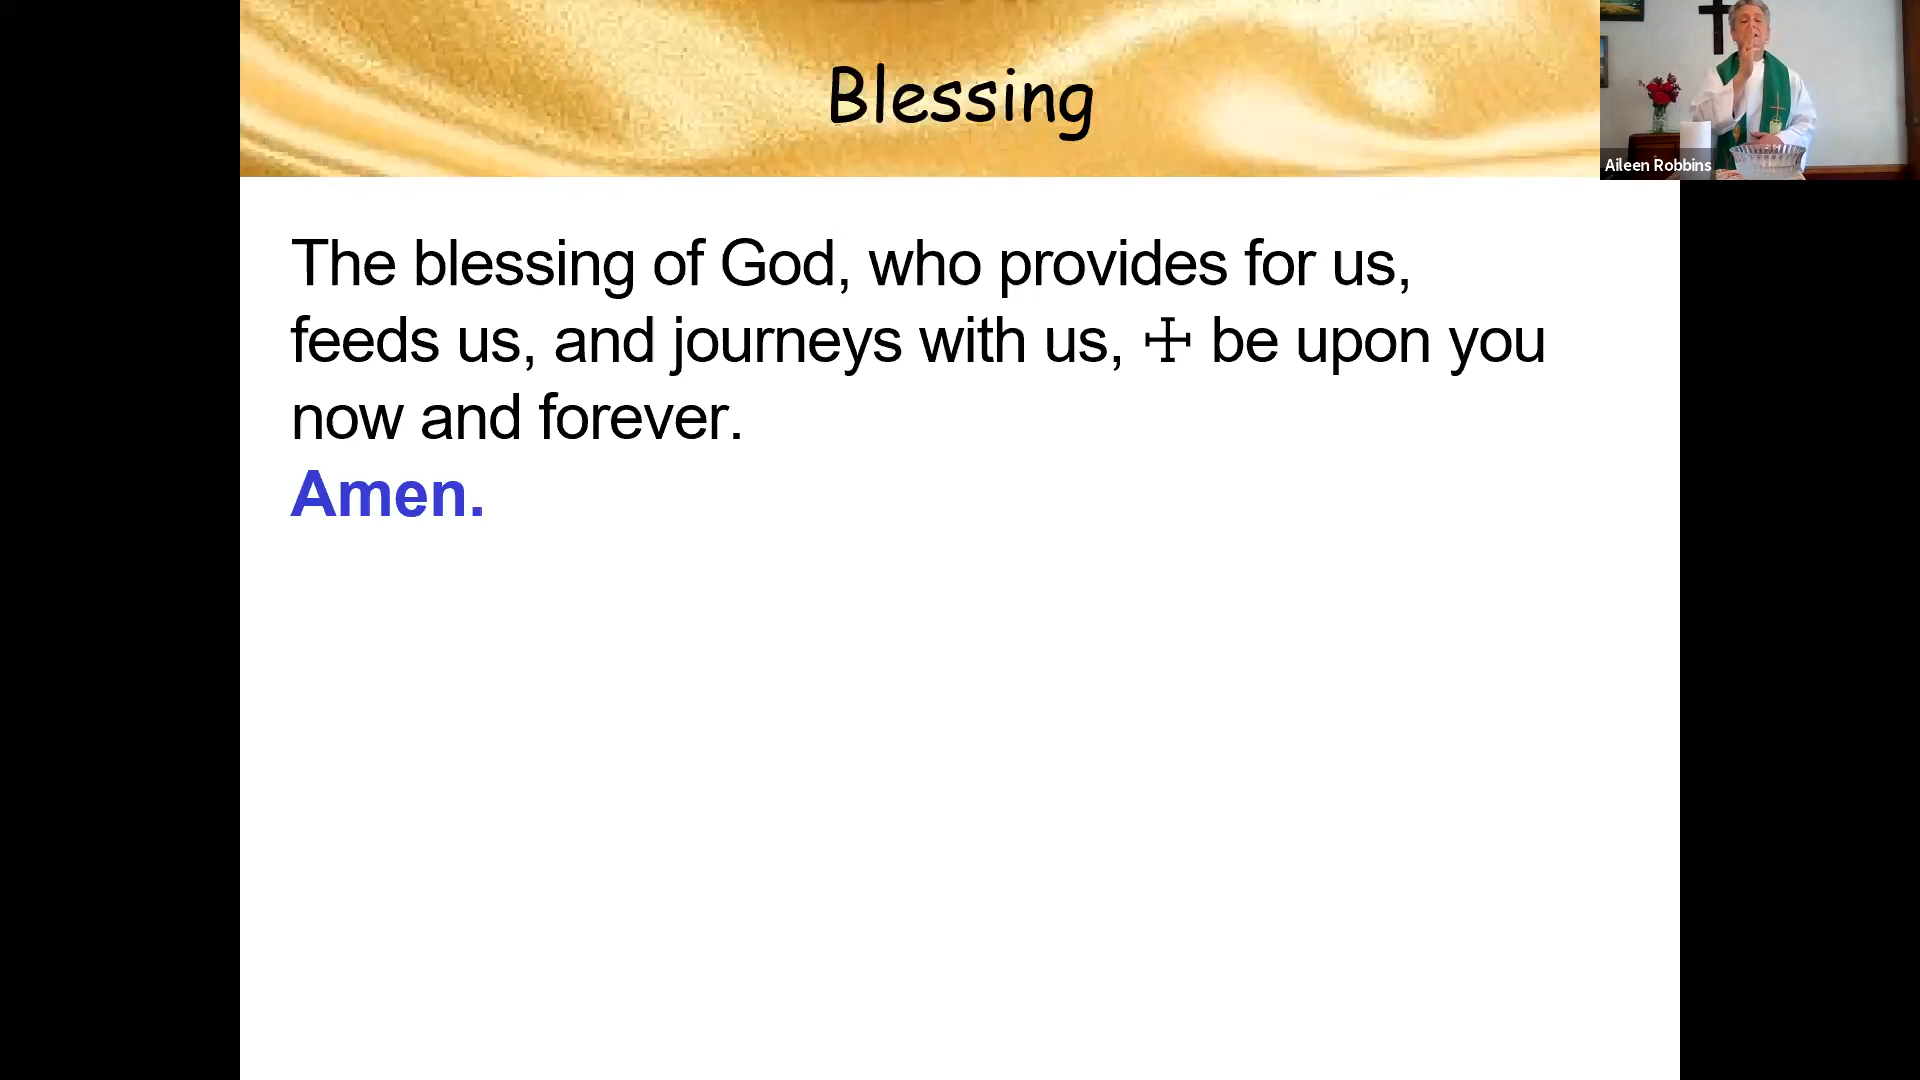 Blessing
Aileen Robbins
The blessing of God, who provides for us,
feeds us, and journeys with us, ☩ be upon you
now and forever.
Amen.